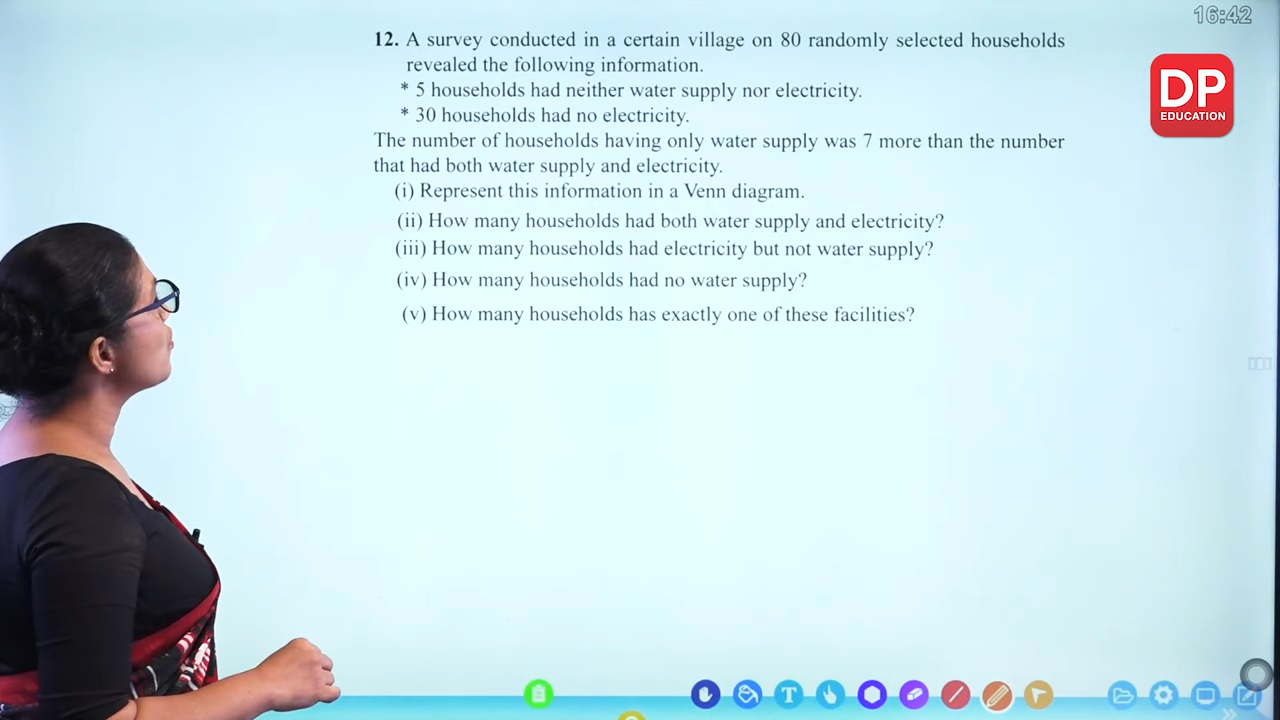 16:42
12. A survey conducted in a certain village on 80 randomly selected households
revealed the following information.
* 5 households had neither water supply nor electricity.
* 30 households had no electricity.
The number of households having only water supply was 7 more than the number
that had both water supply and electricity.
(i) Represent this information in a Venn diagram.
(ii) How many households had both water supply and electricity?
(iii) How many households had electricity but not water supply?
(iv) How many households had no water supply?
(v) How many households has exactly one of these facilities?
DP
EDUCATION
T